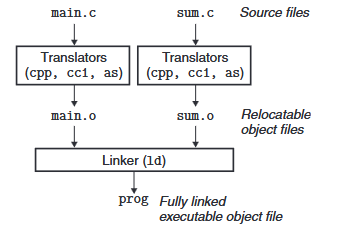 main.c sum.c Source files
Translators Translators
(cpp, cc1, as) (cpp, cc1, as)
main.o sum.o Relocatable
object files
Linker (ld)
prog Fully linked
executable object file